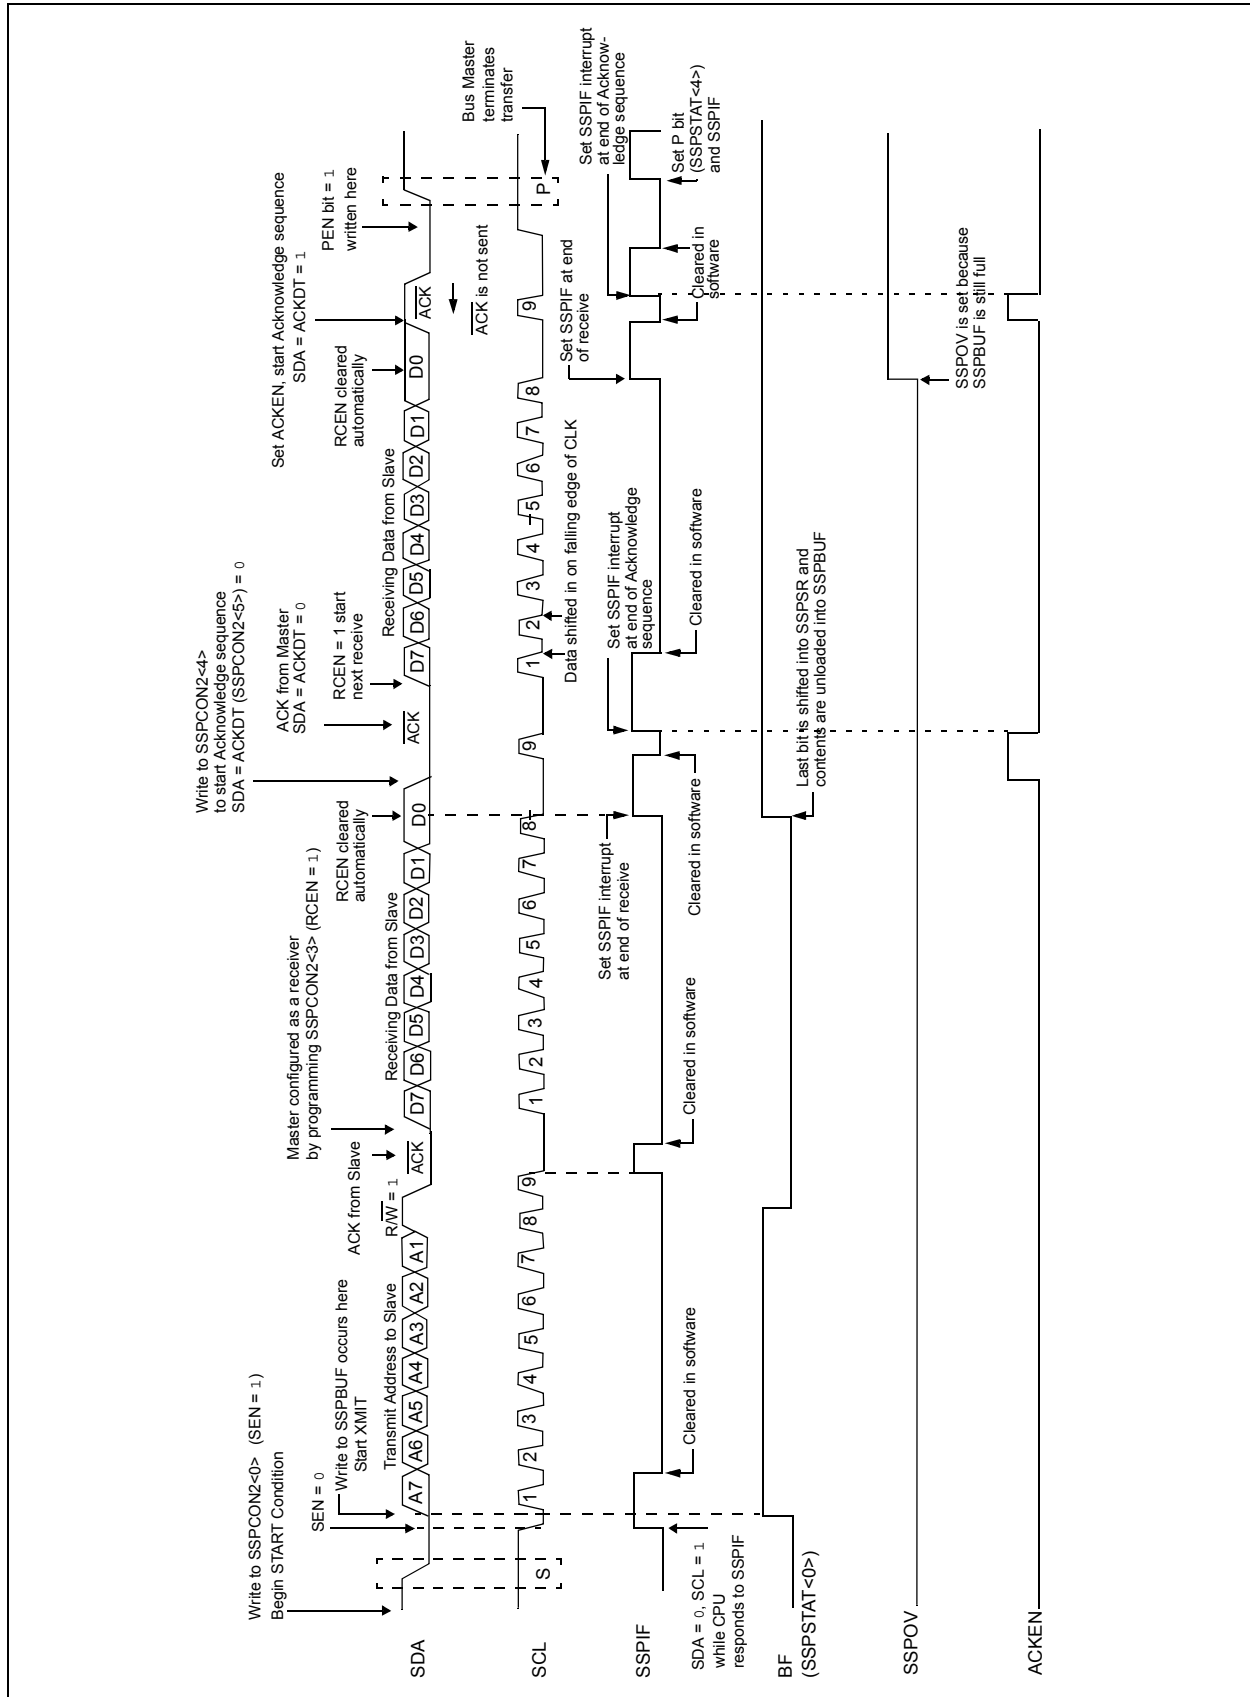 Write to SSPCON2<4>
to start Acknowledge sequence
SDA = ACKDT (SSPCON2<5>) = 0
Write to SSPCON2<0> (SEN = 1)
Begin START Condition
SEN = 0
Write to SSPBUF occurs here
Start XMIT
ACK from Slave
Master configured as a receiver
by programming SSPCON2<3> (RCEN = 1)
RCEN cleared
automatically
ACK from Master
SDA = ACKDT = 0
RCEN = 1 start
next receive
Set ACKEN, start Acknowledge sequence
SDA = ACKDT = 1
RCEN cleared
automatically
PEN bit = 1
written here
Transmit Address to Slave
R/W = 1
Receiving Data from Slave
Receiving Data from Slave
SDA
A7 A6 A5 A4 A3 A2 A1 ACK D7 D6 D5 D4 D3 D2 D1 D0 ACK D7 D6 D5 D4 D3 D2 D1 D0 ACK
ACK is not sent
Bus Master
terminates
transfer
SCL
S 1 2 3 4 5 6 7 8 9 1 2 3 4 5 6 7 8 9 1 2 3 4 5 6 7 8 9 P
Data shifted in on falling edge of CLK
Set SSPIF interrupt
at end of receive
Set SSPIF interrupt
at end of Acknowledge
sequence
Set SSPIF at end
of receive
Set SSPIF interrupt
at end of Acknow-
ledge sequence
SSPIF
SDA = 0, SCL = 1
while CPU
responds to SSPIF
Cleared in software
Cleared in software
Cleared in software
Cleared in software
Cleared in
software
Set P bit
(SSPSTAT<4>)
and SSPIF
BF
(SSPSTAT<0>)
Last bit is shifted into SSPSR and
contents are unloaded into SSPBUF
SSPOV
SSPOV is set because
SSPBUF is still full
ACKEN